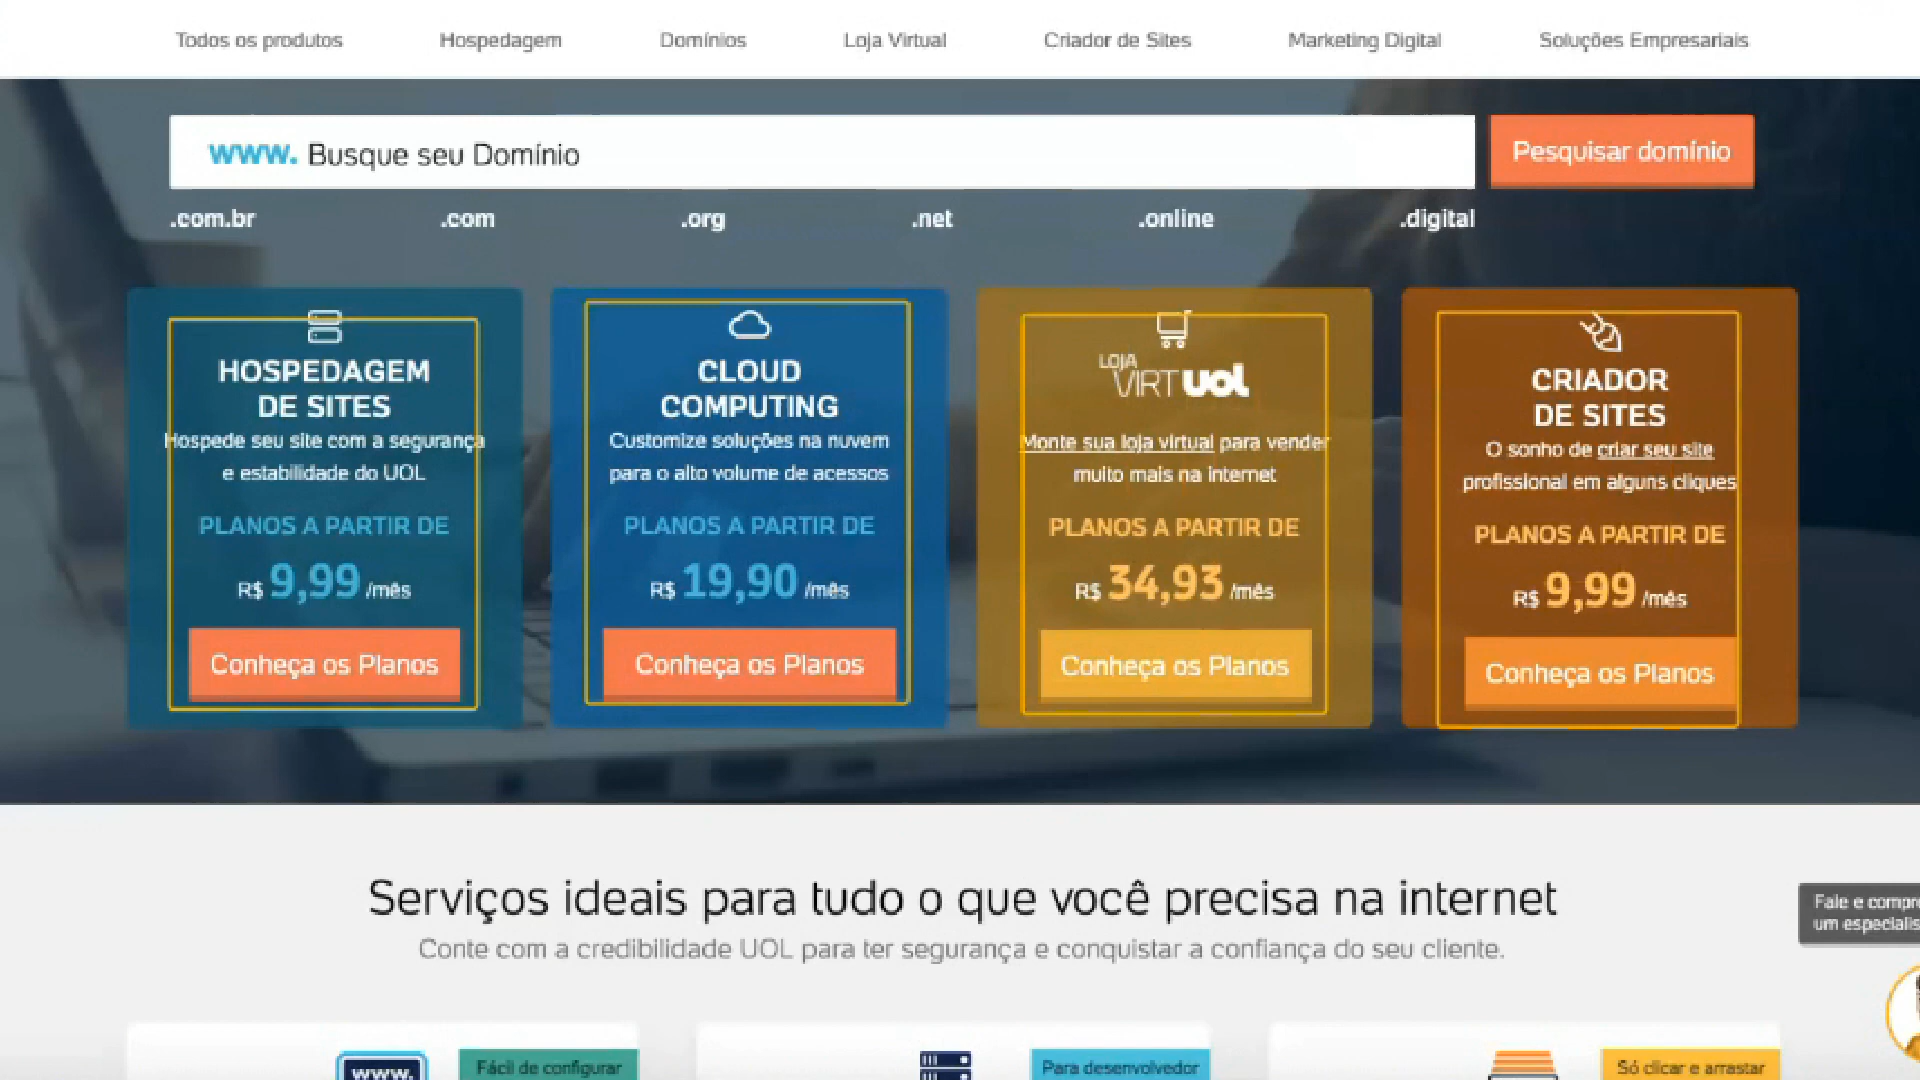 Todos os produtos Hospedagem Domínios Loja Virtual Criador de Sites Marketing Digital Soluções Empresariais
www. Busque seu Domínio Pesquisar domínio
.com.br .com .org .net .online .digital
HOSPEDAGEM
DE SITES
Hospede seu site com a segurança
e estabilidade do UOL
PLANOS A PARTIR DE
R$ 9,99 /mês
Conheça os Planos
CLOUD
COMPUTING
Customize soluções na nuvem
para o alto volume de acessos
PLANOS A PARTIR DE
R$ 19,90 /mês
Conheça os Planos
LOJA
VIRTUOL
Monte sua loja virtual para vender
muito mais na internet
PLANOS A PARTIR DE
R$ 34,93 /mês
Conheça os Planos
CRIADOR
DE SITES
O sonho de criar seu site
profissional em alguns cliques
PLANOS A PARTIR DE
R$ 9,99 /mês
Conheça os Planos
Serviços ideais para tudo o que você precisa na internet
Conte com a credibilidade UOL para ter segurança e conquistar a confiança do seu cliente.
Fale e
um
www. Fácil de configurar
Para desenvolvedor
Só clicar e arrastar